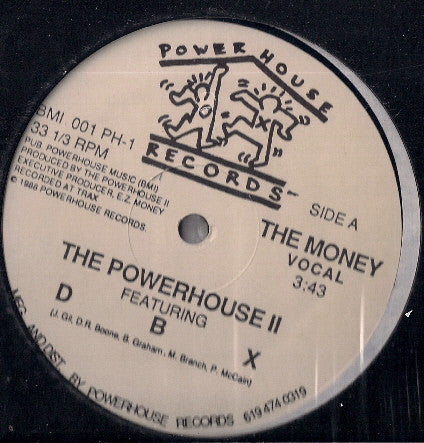 POWER HOUSE
RECORDS
BMI 001 PH-1
33 1/3 RPM
PUB. POWERHOUSE MUSIC (BMI)
PRODUCED BY THE POWERHOUSE II
EXECUTIVE PRODUCER, E.Z. MONEY
RECORDED AT TRAX
© 1988 POWERHOUSE RECORDS.
SIDE A
THE MONEY
VOCAL
3:43
THE POWERHOUSE II
FEATURING
D B X
(J. Gil, D.R. Boone, B. Graham, M. Branch, P. McCain)
MFG. AND DIST. BY POWERHOUSE RECORDS 619 474 0319